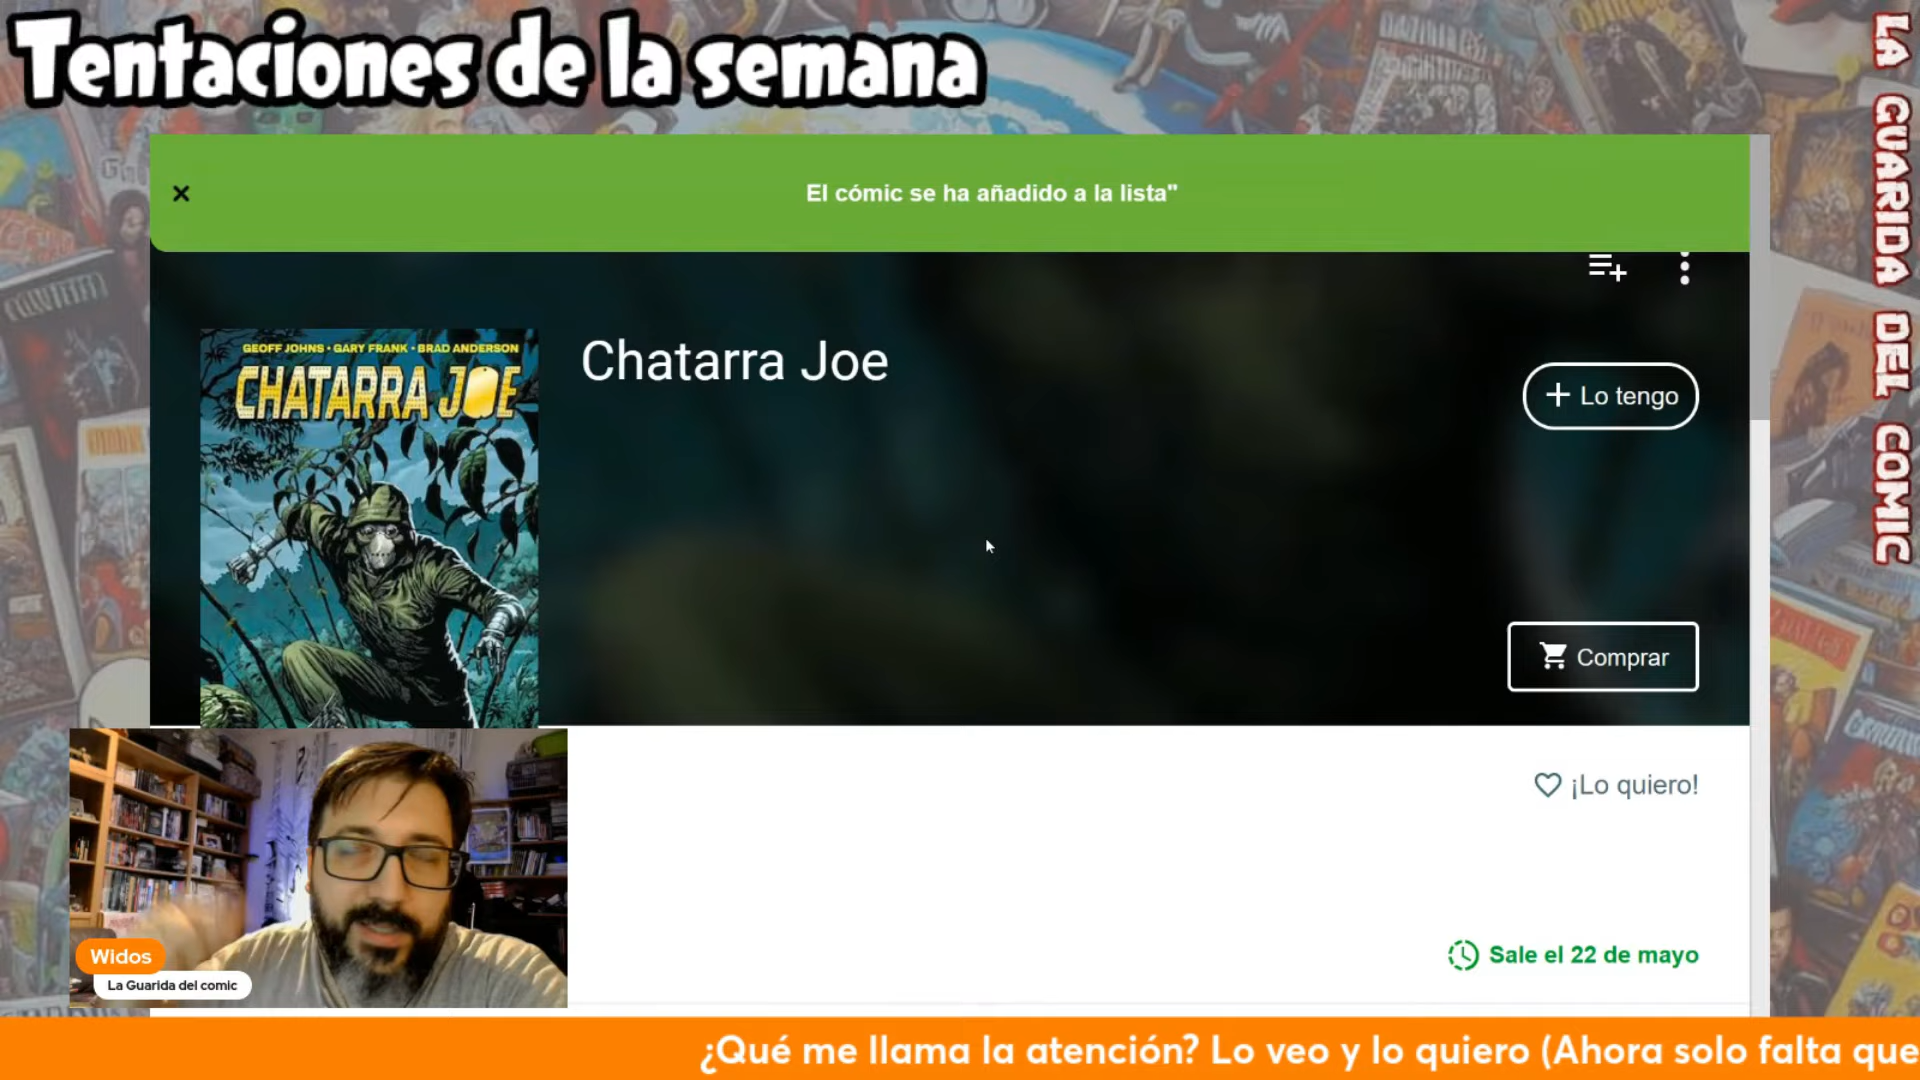 Tentaciones de la semana
LA GUARIDA DEL COMIC
El cómic se ha añadido a la lista"
GEOFF JOHNS • GARY FRANK • BRAD ANDERSON
CHATARRA JOE
Chatarra Joe
Lo tengo
Comprar
¡Lo quiero!
Sale el 22 de mayo
Widos
La Guarida del comic
¿Qué me llama la atención? Lo veo y lo quiero (Ahora solo falta que